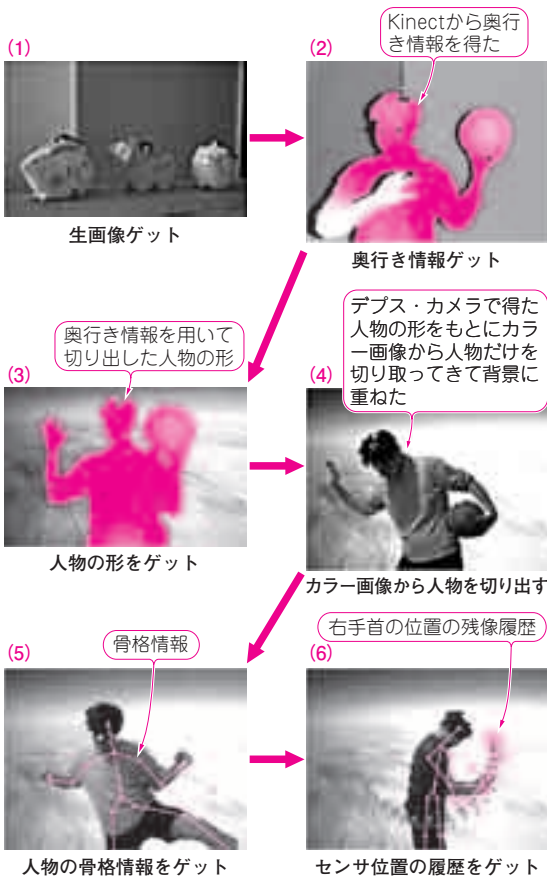 (1)
生画像ゲット
(2)
Kinectから奥行
き情報を得た
奥行き情報ゲット
(3)
奥行き情報を用いて
切り出した人物の形
人物の形をゲット
(4)
デプス・カメラで得た
人物の形をもとにカラ
ー画像から人物だけを
切り取ってきて背景に
重ねた
カラー画像から人物を切り出す
(5)
骨格情報
人物の骨格情報をゲット
(6)
右手首の位置の残像履歴
センサ位置の履歴をゲット